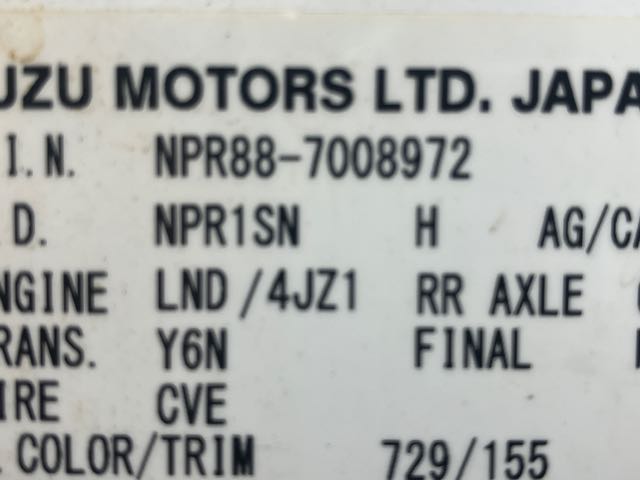 UZU MOTORS LTD. JAPA
I.N. NPR88-7008972
.D. NPR1SN H AG/CA
NGINE LND /4JZ1 RR AXLE
RANS. Y6N FINAL
IRE CVE
COLOR/TRIM 729/155